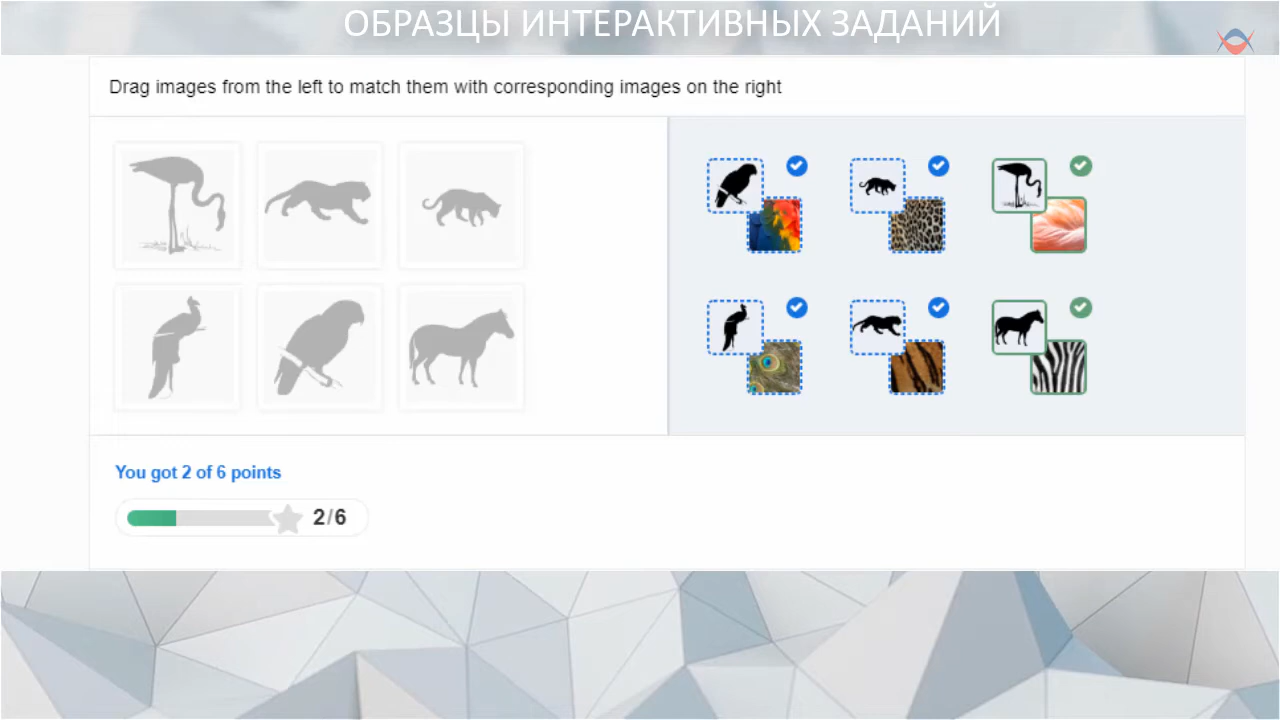 ОБРАЗЦЫ ИНТЕРАКТИВНЫХ ЗАДАНИЙ
Drag images from the left to match them with corresponding images on the right
You got 2 of 6 points
2/6